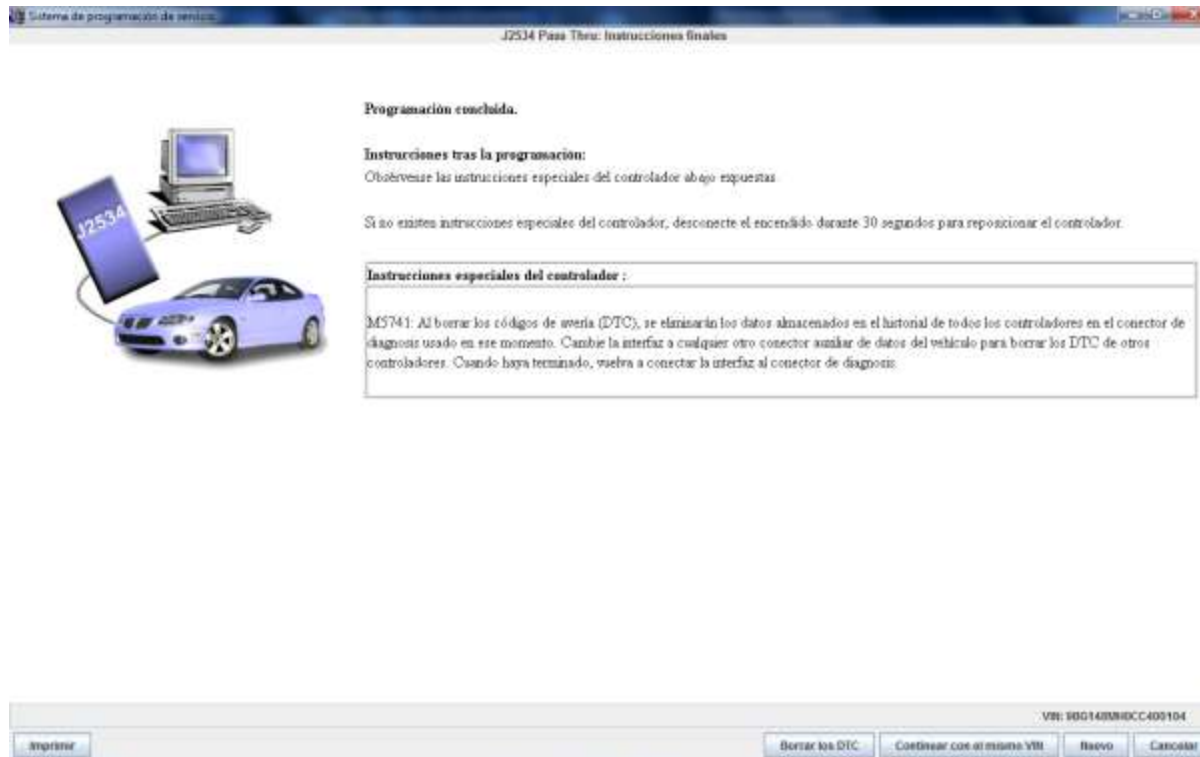 Sistema de programación de servicio
J2534 Pass Thru: Instrucciones finales
Programación concluida.
Instrucciones tras la programación:
Obsérvense las instrucciones especiales del controlador abajo expuestas
Si no existen instrucciones especiales del controlador, desconecte el encendido durante 30 segundos para reposicionar el controlador.
J2534
Instrucciones especiales del controlador :
M5741: Al borrar los códigos de avería (DTC), se eliminarán los datos almacenados en el historial de todos los controladores en el conector de
diagnosis usado en ese momento. Cambie la interfaz a cualquier otro conector auxiliar de datos del vehículo para borrar los DTC de otros
controladores. Cuando haya terminado, vuelva a conectar la interfaz al conector de diagnosis.
VIN:
Imprimir Borrar los DTC Continuar con el mismo VIN Nuevo Cancelar